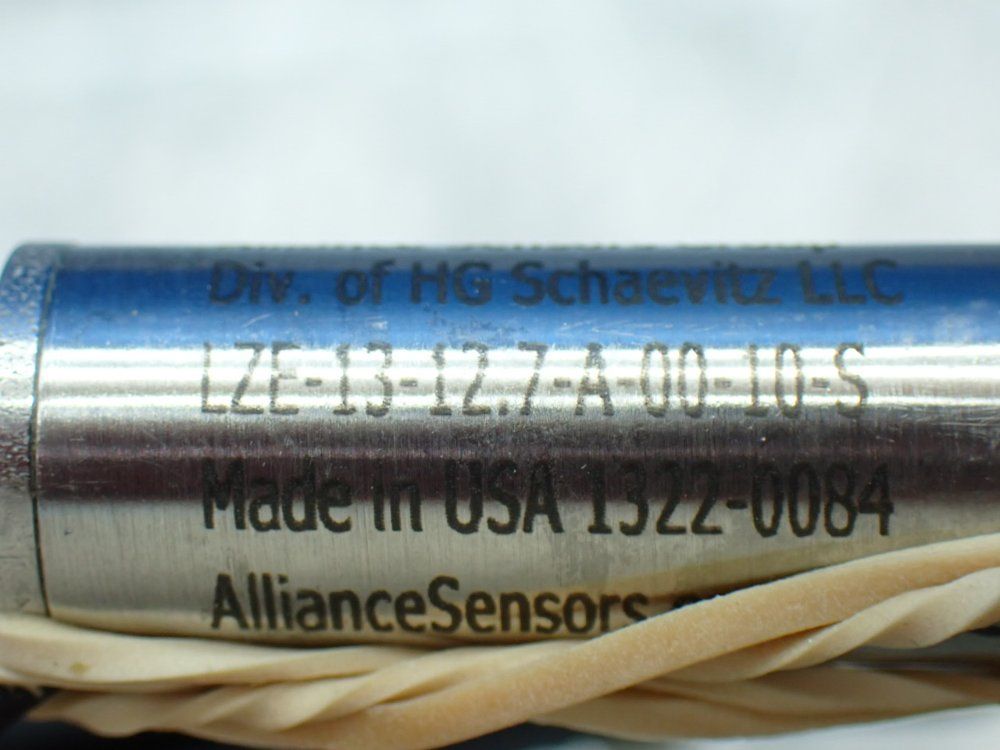 Div. of HG Schaevitz LLC
LZE-13-12.7-A-00-10-S
Made in USA 1322-0084
AllianceSensors.